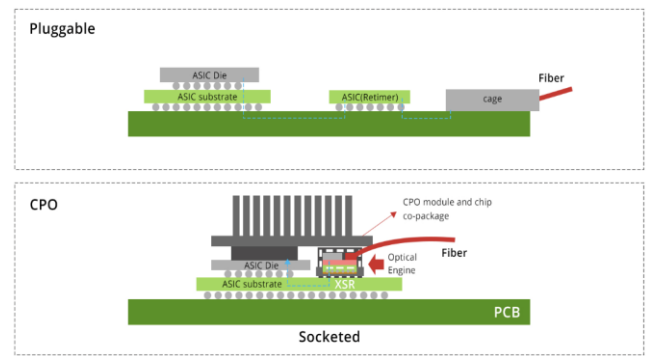 Pluggable
ASIC Die
ASIC substrate
ASIC(Retimer)
cage
Fiber
CPO
CPO module and chip
co-package
Fiber
Optical
Engine
ASIC Die
ASIC substrate
XSR
PCB
Socketed